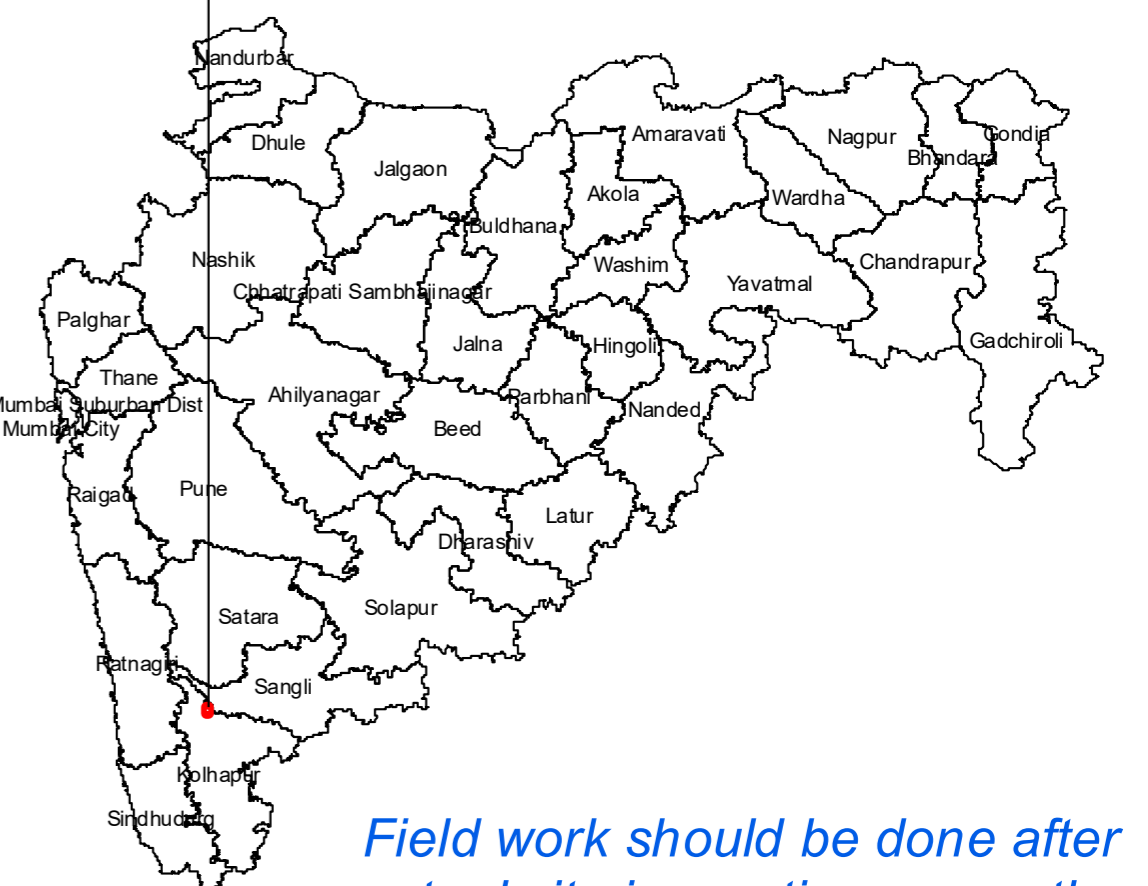 Nandurbar
Dhule
Jalgaon
Amaravati
Nagpur
Gondia
Bhandara
Akola
Wardha
Buldhana
Nashik
Washim
Chandrapur
Yavatmal
Chhatrapati Sambhajinagar
Palghar
Jalna
Hingoli
Gadchiroli
Thane
Ahilyanagar
Parbhani
Mumbai Suburban Dist
Nanded
Mumbai City
Beed
Raigad
Pune
Latur
Dharashiv
Satara
Solapur
Ratnagiri
Sangli
Kolhapur
Sindhudurg
Field work should be done after